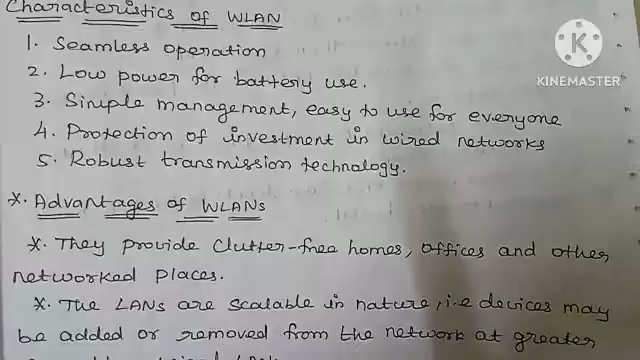 Characteristics of WLAN
1. Seamless operation
2. Low power for battery use.
3. Simple management, easy to use for everyone
4. Protection of investment in wired networks
5. Robust transmission technology.
*. Advantages of WLANs
*. They provide clutter-free homes, offices and other
networked places.
*. The LANs are scalable in nature, i.e devices may
be added or removed from the network at greater
K
KINEMASTER